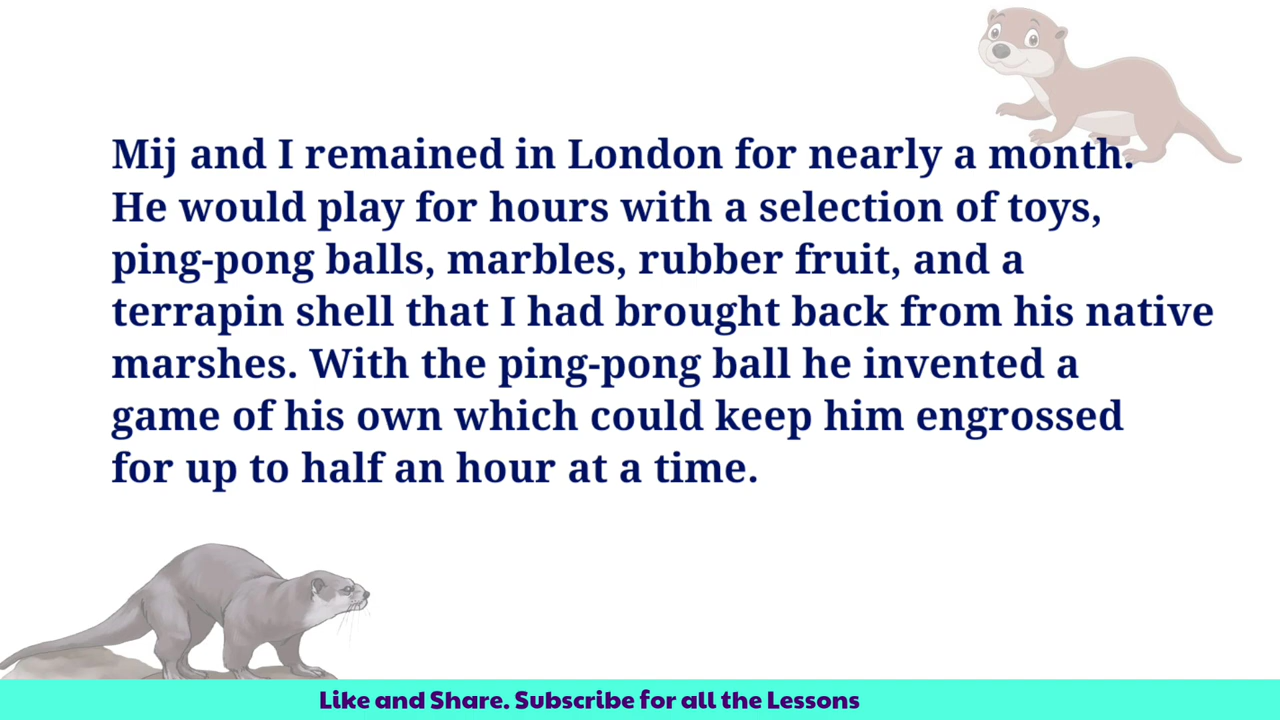 Mij and I remained in London for nearly a month.
He would play for hours with a selection of toys,
ping-pong balls, marbles, rubber fruit, and a
terrapin shell that I had brought back from his native
marshes. With the ping-pong ball he invented a
game of his own which could keep him engrossed
for up to half an hour at a time.
Like and Share. Subscribe for all the Lessons